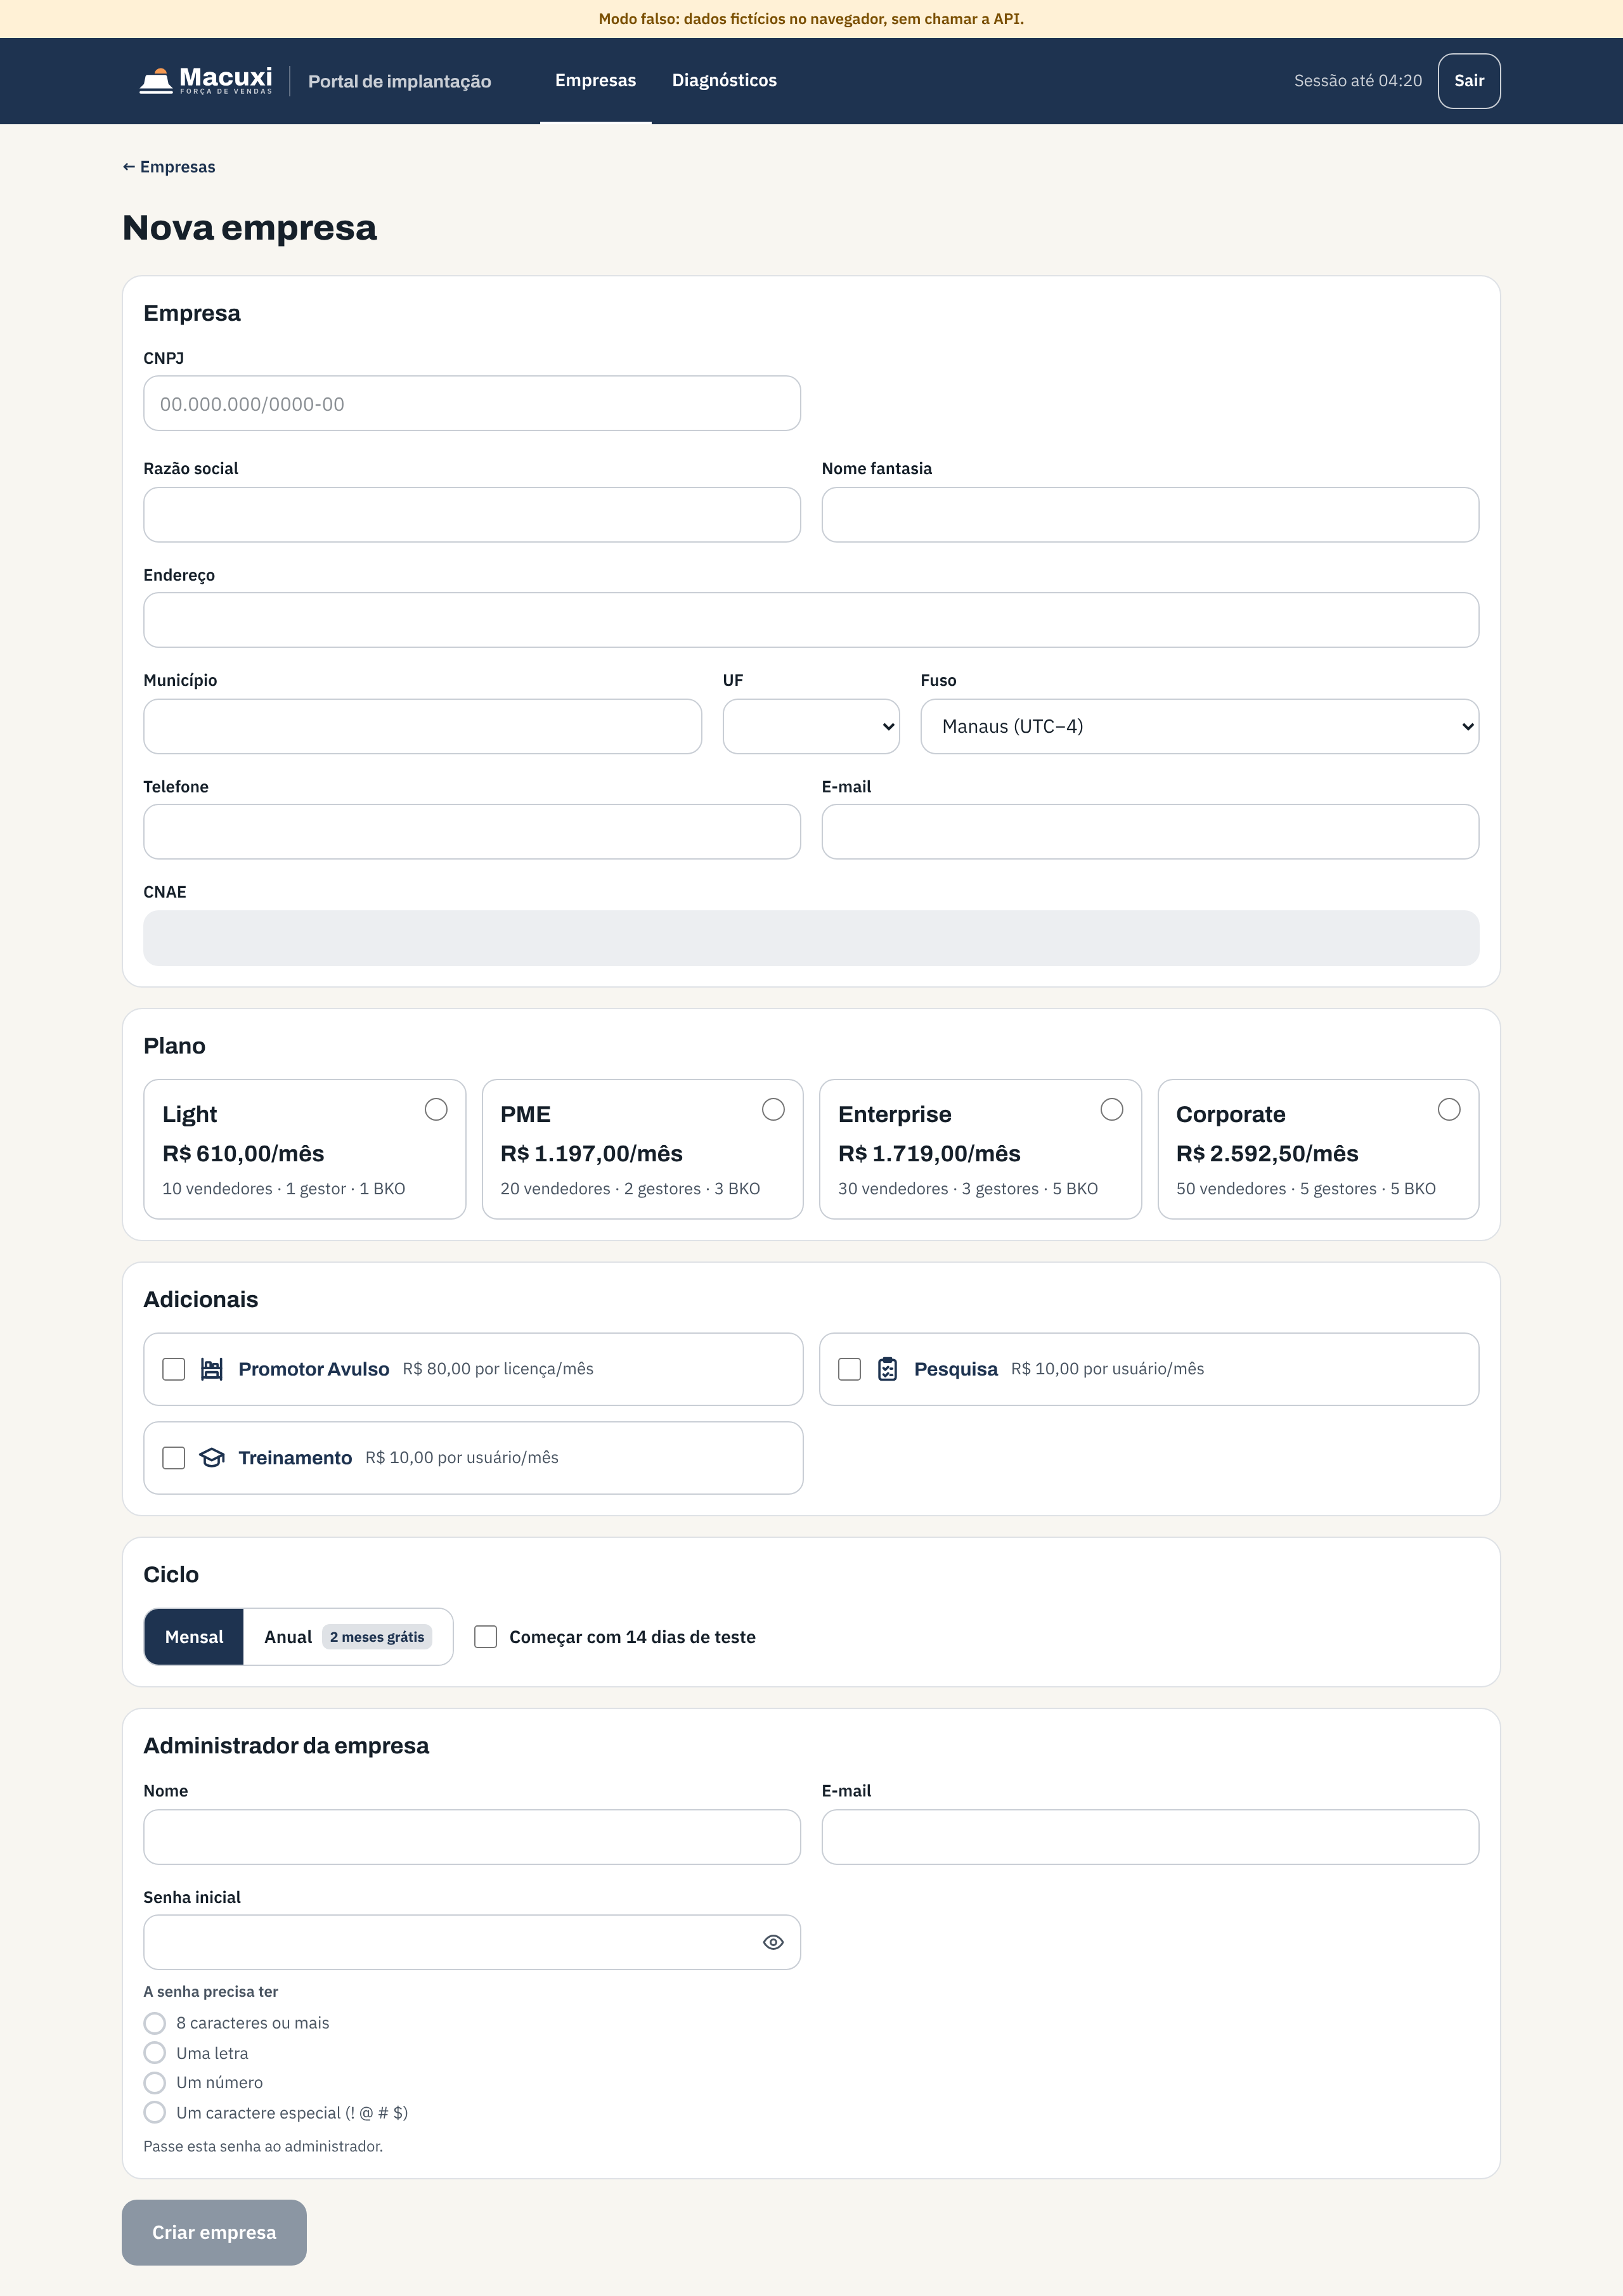 Modo falso: dados fictícios no navegador, sem chamar a API.
Macuxi
FORÇA DE VENDAS
Portal de implantação
Empresas
Diagnósticos
Sessão até 04:20
Sair
← Empresas
Nova empresa
Empresa
CNPJ
00.000.000/0000-00
Razão social
Nome fantasia
Endereço
Município
UF
Fuso
Manaus (UTC−4)
Telefone
E-mail
CNAE
Plano
Light
R$ 610,00/mês
10 vendedores · 1 gestor · 1 BKO
PME
R$ 1.197,00/mês
20 vendedores · 2 gestores · 3 BKO
Enterprise
R$ 1.719,00/mês
30 vendedores · 3 gestores · 5 BKO
Corporate
R$ 2.592,50/mês
50 vendedores · 5 gestores · 5 BKO
Adicionais
Promotor Avulso R$ 80,00 por licença/mês
Pesquisa R$ 10,00 por usuário/mês
Treinamento R$ 10,00 por usuário/mês
Ciclo
Mensal
Anual 2 meses grátis
Começar com 14 dias de teste
Administrador da empresa
Nome
E-mail
Senha inicial
A senha precisa ter
8 caracteres ou mais
Uma letra
Um número
Um caractere especial (! @ # $)
Passe esta senha ao administrador.
Criar empresa